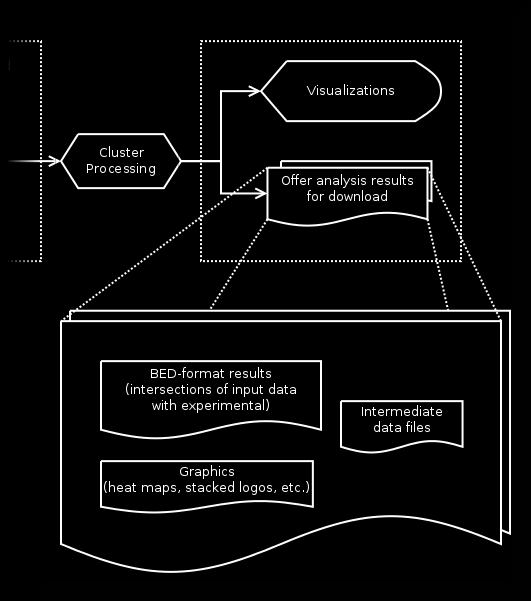 Visualizations
Cluster
Processing
Offer analysis results
for download
BED-format results
(intersections of input data
with experimental)
Intermediate
data files
Graphics
(heat maps, stacked logos, etc.)